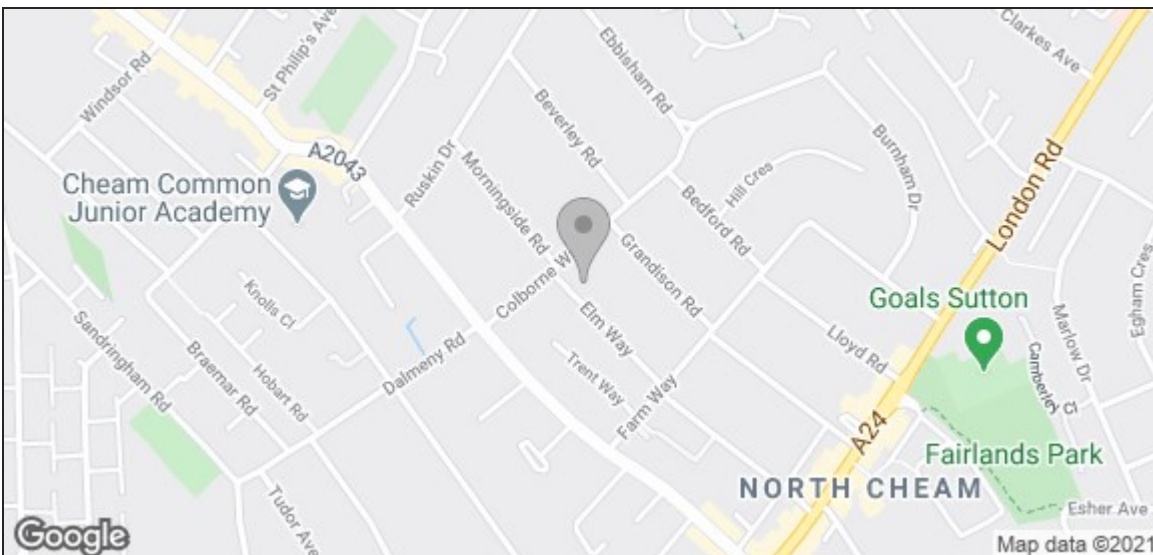 Windsor Rd
St Philip's Ave
Ebbisham Rd
Clarkes Ave
A2043
Beverley Rd
Burnham Dr
London Rd
Cheam Common
Junior Academy
Ruskin Dr
Morningside Rd
Hill Cres
Bedford Rd
Colborne W
Grandison Rd
Egham Cres
Knolls Cl
Goals Sutton
Marlow Dr
Sandringham Rd
Elm Way
Lloyd Rd
Camberley Cl
Braemar Rd
Hobart Rd
Dalmeny Rd
Trent Way
Farm Way
A24
Fairlands Park
NORTH CHEAM
Tudor Ave
Esher Ave
Google
Map data ©2021